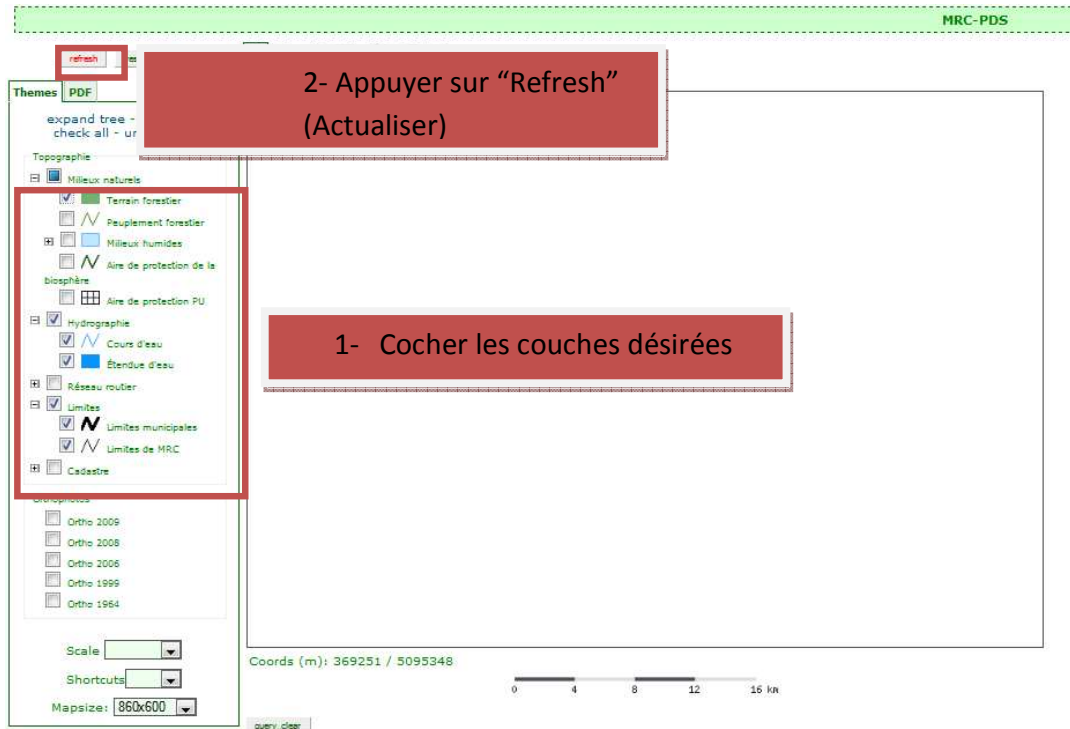 MRC-PDS
refresh
2- Appuyer sur “Refresh”
(Actualiser)
Themes PDF
expand tree -
check all -
Topographie
Milieux naturels
Terrain forestier
Peuplement forestier
Milieux humides
Aire de protection de la
biosphère
Aire de protection PU
Hydrographie
Cours d'eau
Étendue d'eau
Réseau routier
Limites
Limites municipales
Limites de MRC
Cadastre
1- Cocher les couches désirées
Orthophotos
Ortho 2009
Ortho 2008
Ortho 2006
Ortho 1999
Ortho 1964
Scale
Shortcuts
Mapsize: 860x600
Coords (m): 369251 / 5095348
0 4 8 12 16 km
query clear